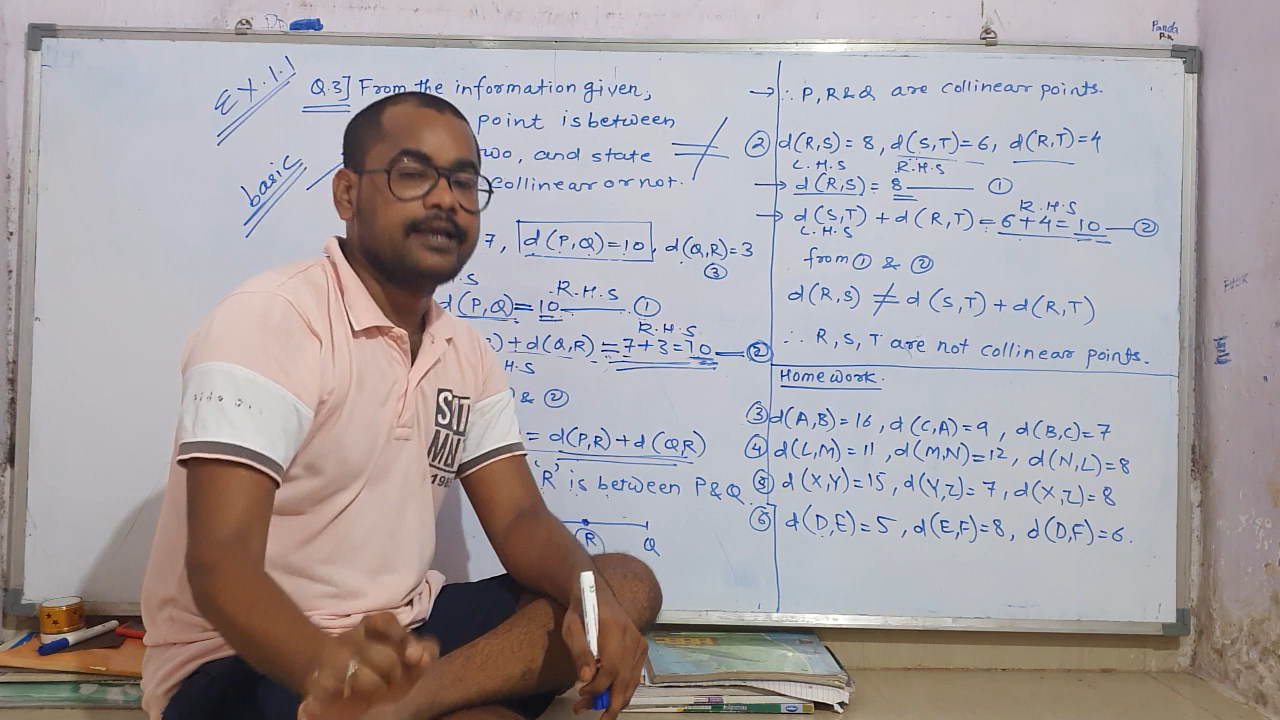 EX.1.1
Q.3] From the information given,
point is between
two, and state
collinear or not.
basic
7, d(P,Q)=10, d(Q,R)=3
③
R.H.S
d(P,Q)=10 ①
R.H.S
+d(Q,R)=7+3=10 ②
H.S
& ②
= d(P,R)+d(Q,R)
'R' is between P&Q
R Q
→ ∴ P, R & Q are collinear points.
② d(R,S)=8, d(S,T)=6, d(R,T)=4
L.H.S R.H.S
→ d(R,S)=8 ①
R.H.S
→ d(S,T)+d(R,T)=6+4=10 ②
L.H.S
from ① & ②
d(R,S) ≠ d(S,T)+d(R,T)
∴ R, S, T are not collinear points.
Homework.
③ d(A,B)=16, d(C,A)=9, d(B,C)=7
④ d(L,M)=11, d(M,N)=12, d(N,L)=8
⑤ d(X,Y)=15, d(Y,Z)=7, d(X,Z)=8
⑥ d(D,E)=5, d(E,F)=8, d(D,F)=6.
Panda